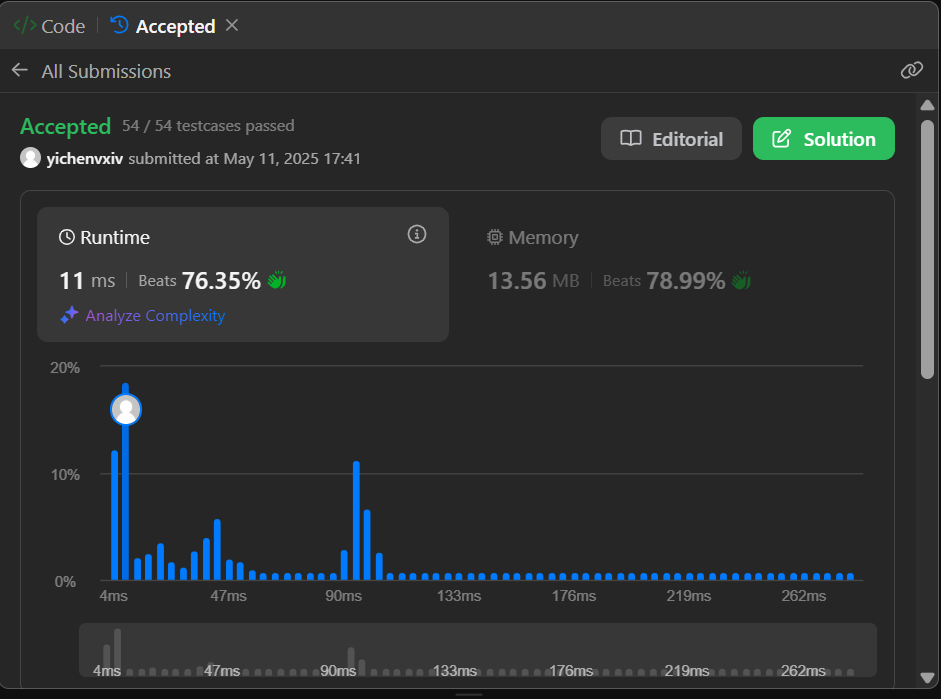 </> Code | Accepted ×
All Submissions
Accepted 54 / 54 testcases passed
yichenvxiv submitted at May 11, 2025 17:41
Editorial
Solution
Runtime
11 ms | Beats 76.35%
Analyze Complexity
Memory
13.56 MB | Beats 78.99%
20%
10%
0%
4ms 47ms 90ms 133ms 176ms 219ms 262ms
4ms 47ms 90ms 133ms 176ms 219ms 262ms